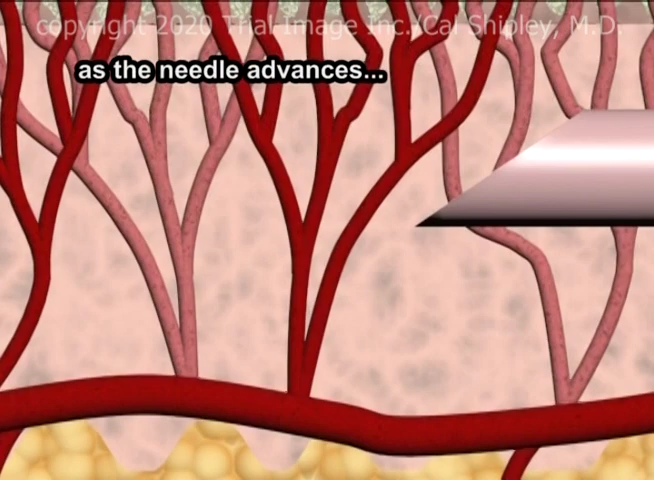 copyright 2020 Trial Image Inc./Cal Shipley, M.D.
as the needle advances...